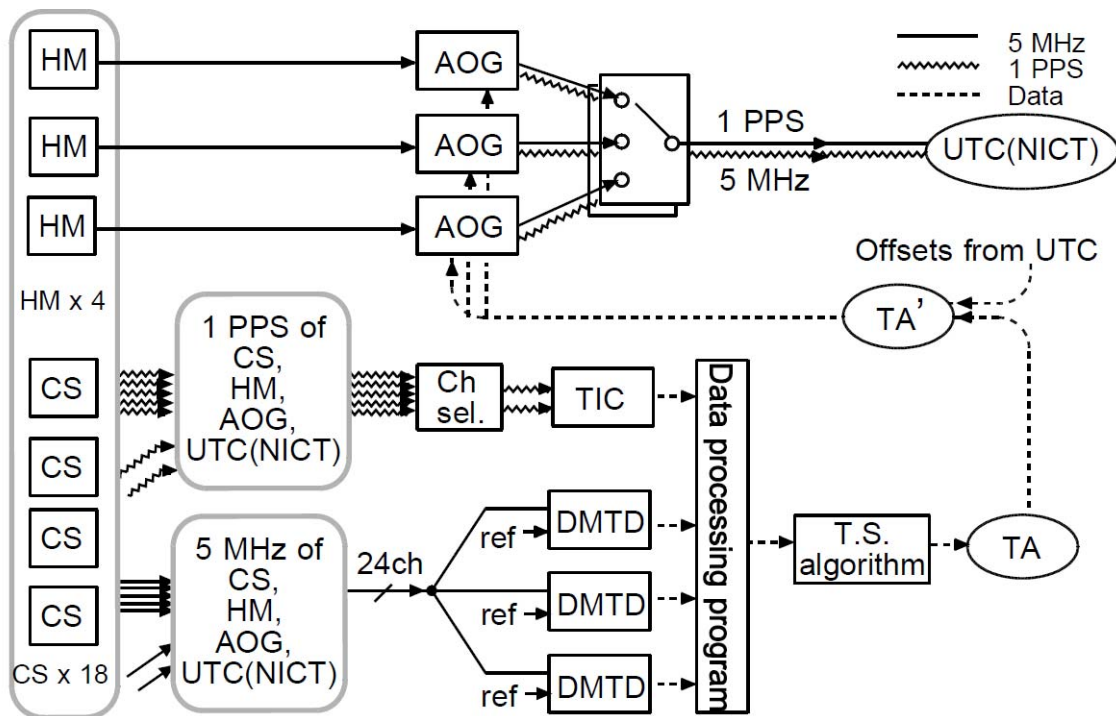 HM
AOG
5 MHz
1 PPS
Data
HM
AOG
1 PPS
5 MHz
UTC(NICT)
HM
AOG
Offsets from UTC
HM x 4
TA'
1 PPS of
CS,
HM,
AOG,
UTC(NICT)
CS
Ch
sel.
TIC
Data processing program
CS
CS
5 MHz of
CS,
HM,
AOG,
UTC(NICT)
24ch
ref
DMTD
T.S.
algorithm
TA
CS
ref
DMTD
CS x 18
ref
DMTD